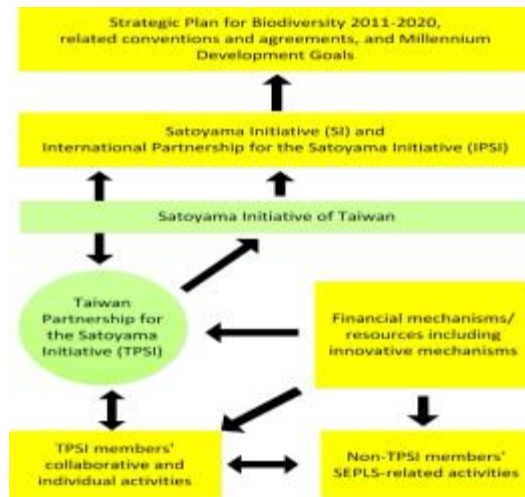 Strategic Plan for Biodiversity 2011-2020,
related conventions and agreements, and Millennium
Development Goals
Satoyama Initiative (SI) and
International Partnership for the Satoyama Initiative (IPSI)
Satoyama Initiative of Taiwan
Taiwan
Partnership for
the Satoyama
Initiative (TPSI)
Financial mechanisms/
resources including
innovative mechanisms
TPSI members'
collaborative and
individual activities
Non-TPSI members'
SEPLS-related activities